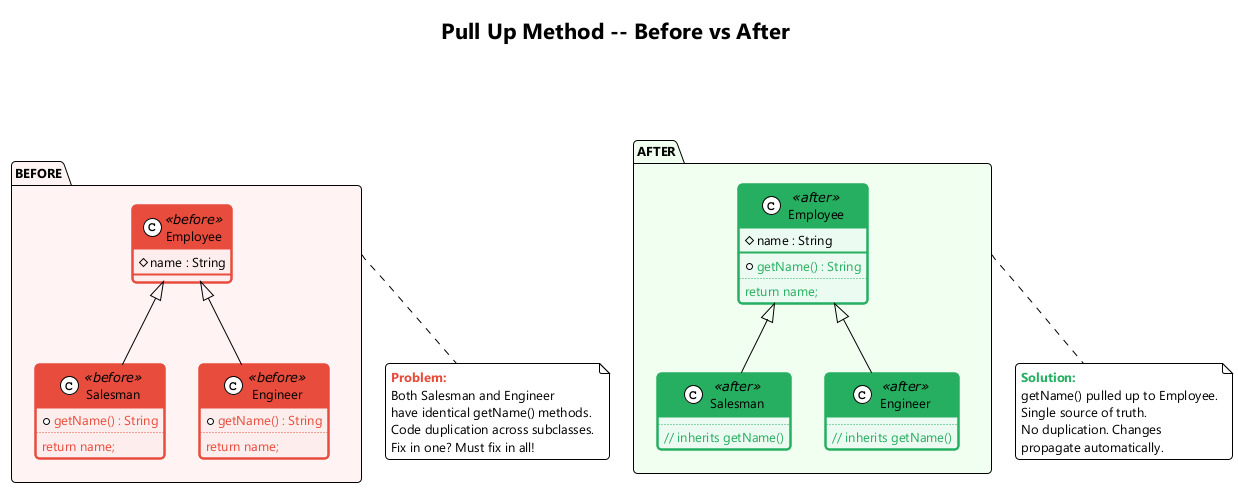 Pull Up Method -- Before vs After
BEFORE
C
«before»
Employee
name : String
C
«before»
Salesman
getName() : String
return name;
C
«before»
Engineer
getName() : String
return name;
Problem:
Both Salesman and Engineer
have identical getName() methods.
Code duplication across subclasses.
Fix in one? Must fix in all!
AFTER
C
«after»
Employee
name : String
getName() : String
return name;
C
«after»
Salesman
// inherits getName()
C
«after»
Engineer
// inherits getName()
Solution:
getName() pulled up to Employee.
Single source of truth.
No duplication. Changes
propagate automatically.